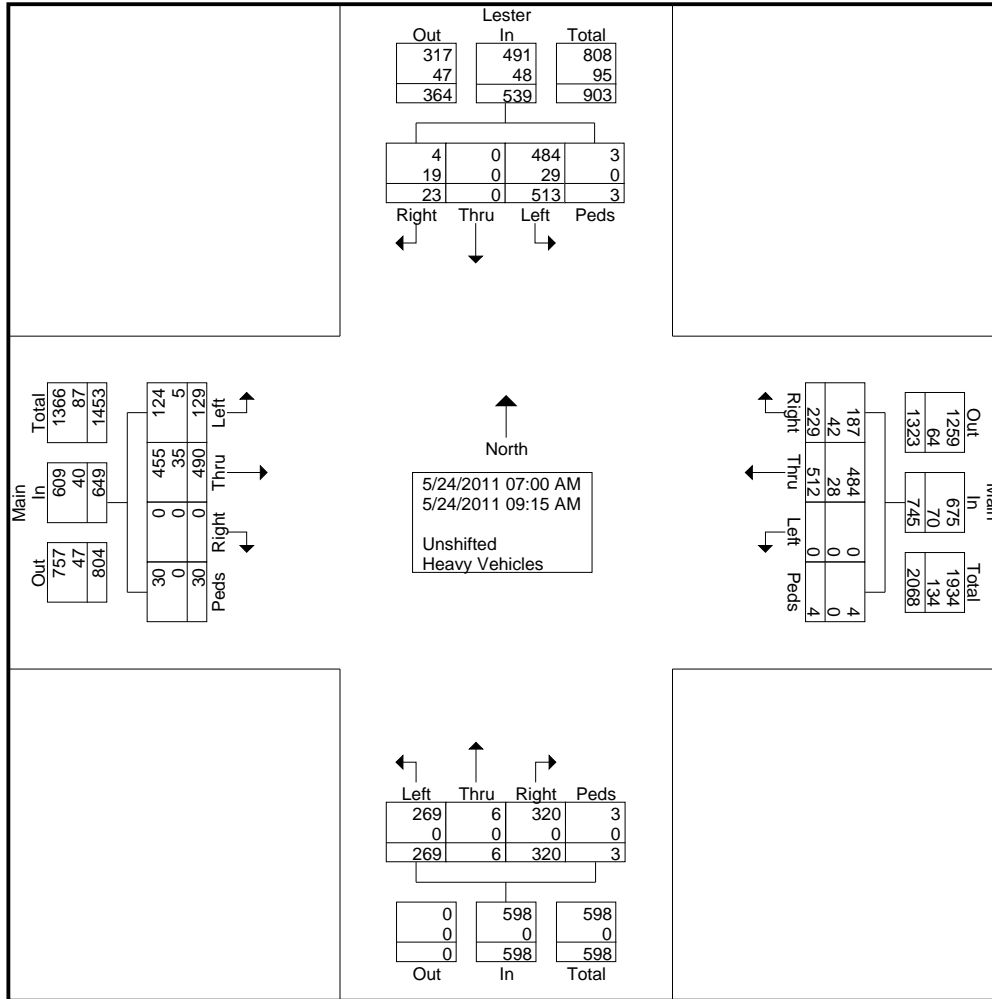 Lester
Out In Total
317 491 808
47 48 95
364 539 903
4 0 484 3
19 0 29 0
23 0 513 3
Right Thru Left Peds
Main
Total In Out
1366 609 757
87 40 47
1453 649 804
124 455 0 30
5 35 0 0
129 490 0 30
Left Thru Right Peds
North
5/24/2011 07:00 AM
5/24/2011 09:15 AM
Unshifted
Heavy Vehicles
Right Thru Left Peds
187 484 0 4
42 28 0 0
229 512 0 4
Main
Out In Total
1259 675 1934
64 70 134
1323 745 2068
Left Thru Right Peds
269 6 320 3
0 0 0 0
269 6 320 3
0 598 598
0 0 0
0 598 598
Out In Total